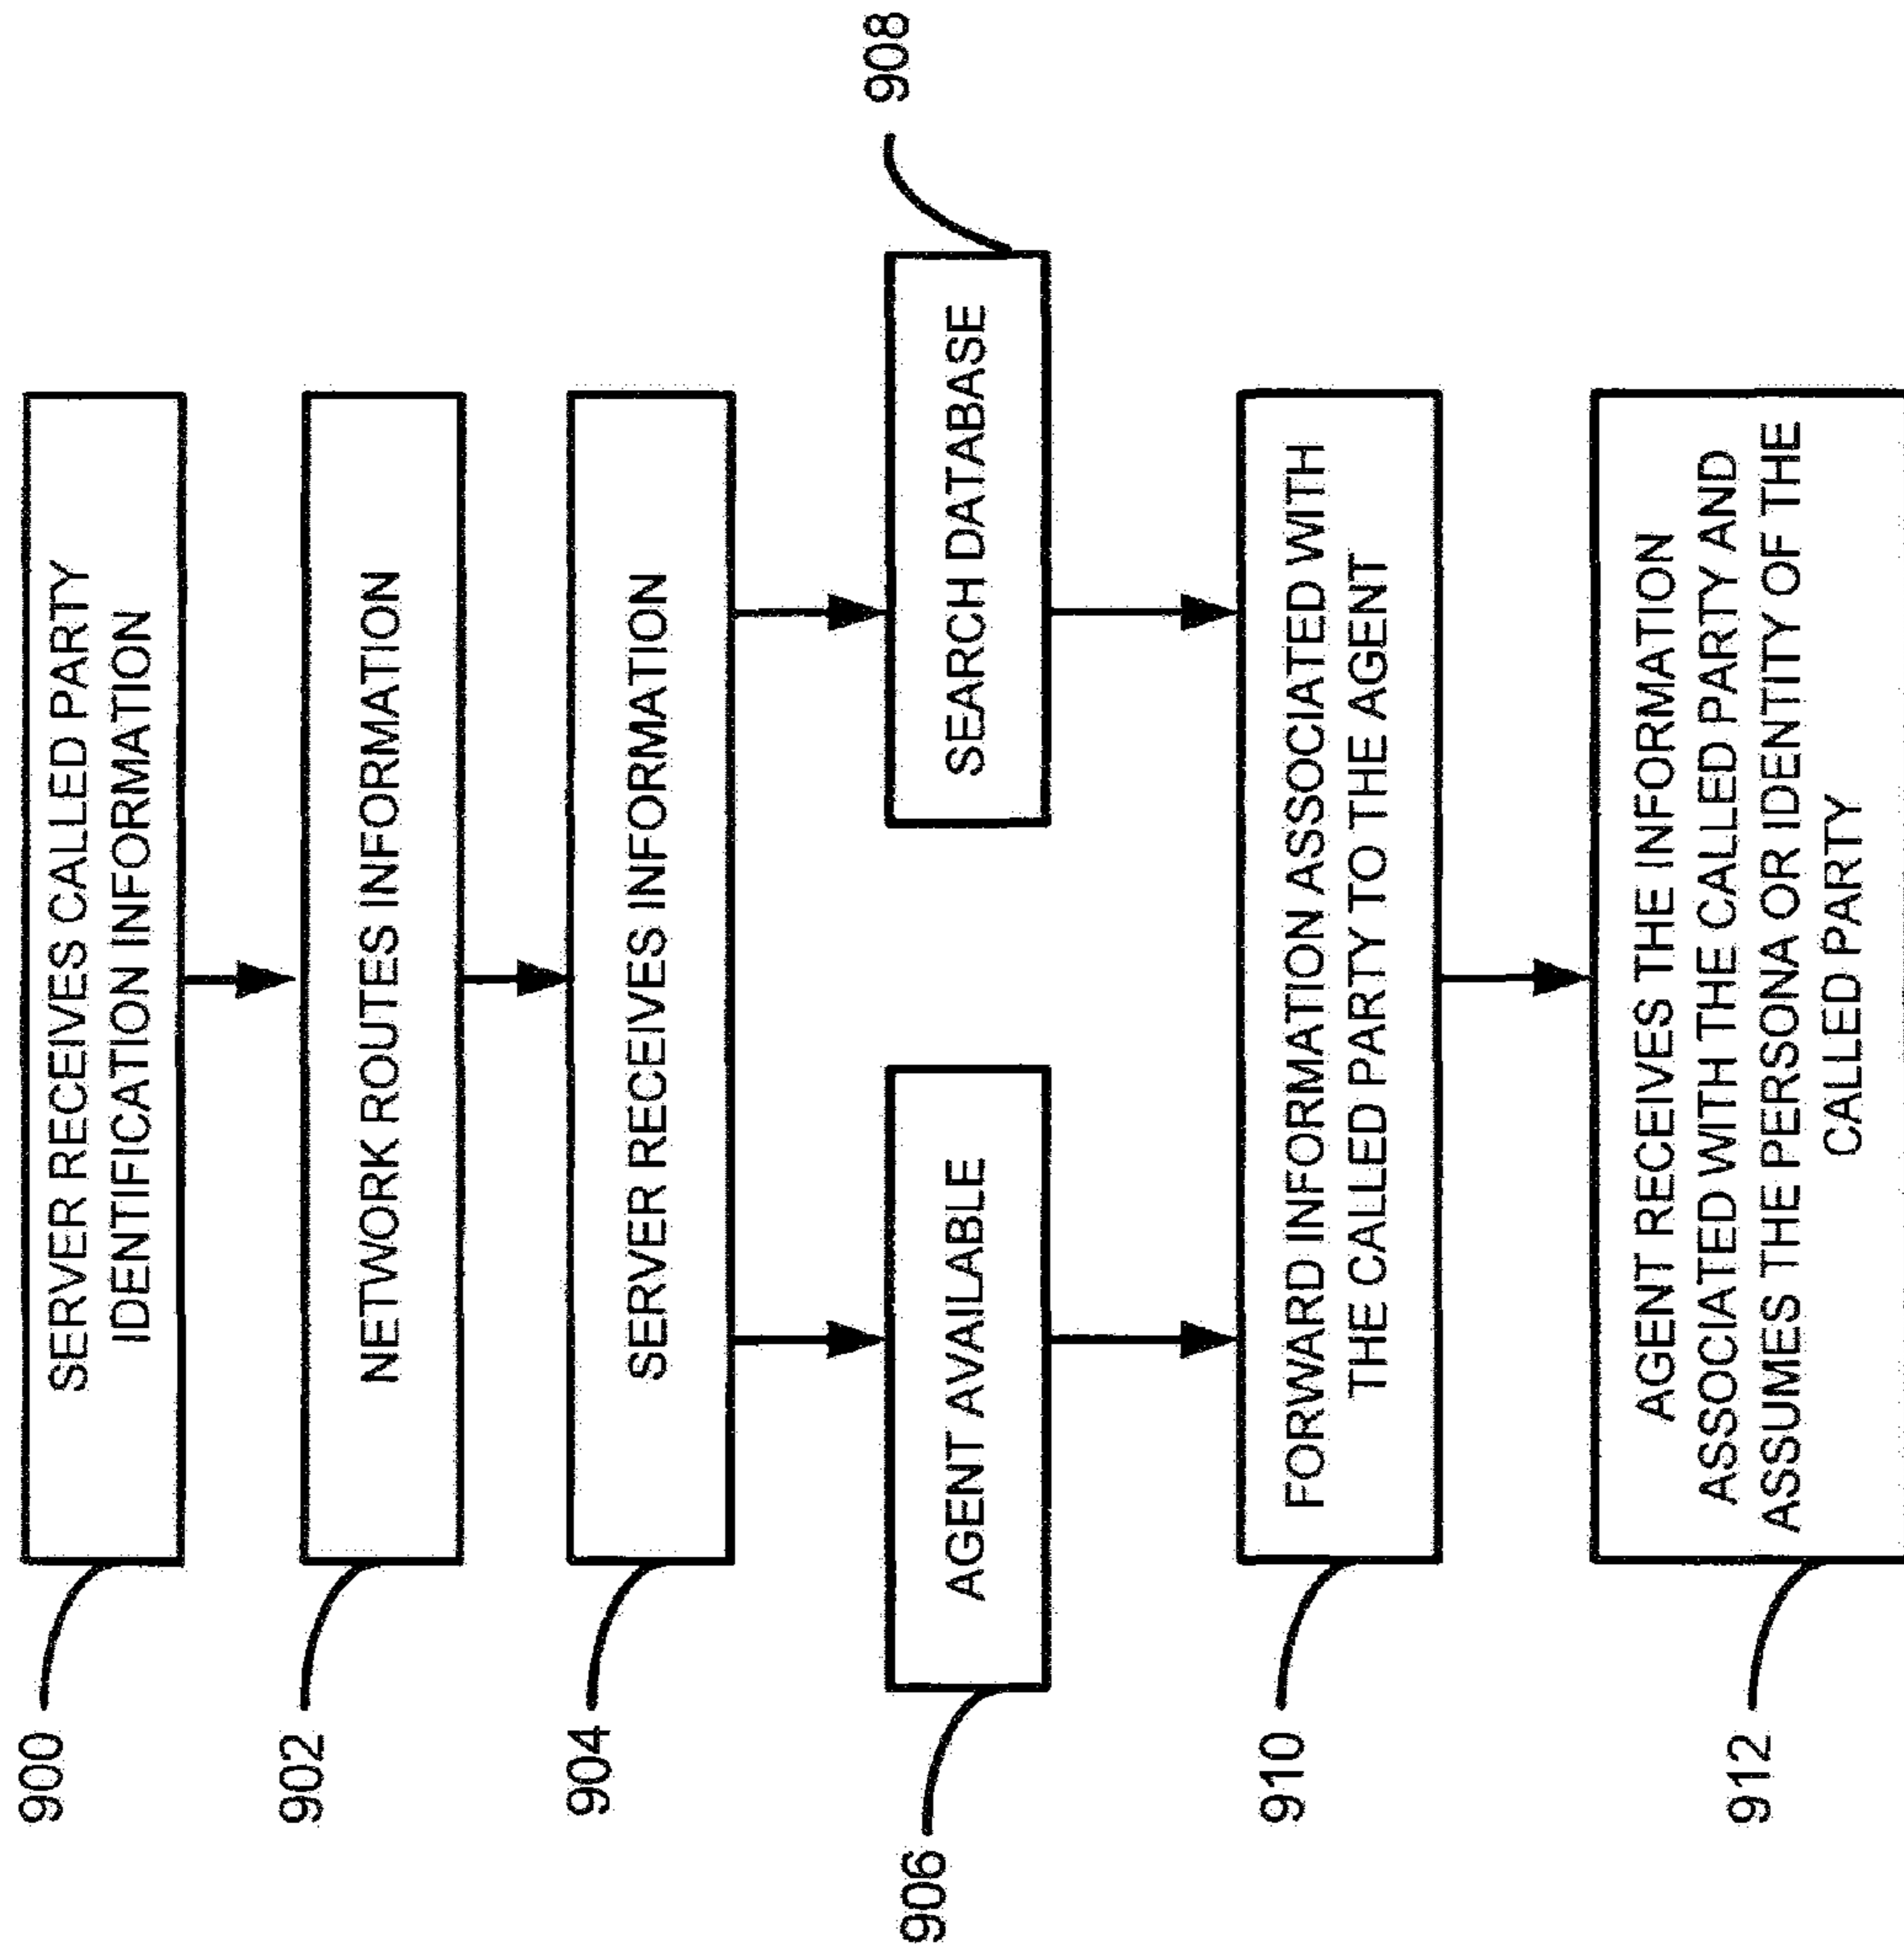 900
SERVER RECEIVES CALLED PARTY
IDENTIFICATION INFORMATION
902
NETWORK ROUTES INFORMATION
904
SERVER RECEIVES INFORMATION
906
AGENT AVAILABLE
908
SEARCH DATABASE
910
FORWARD INFORMATION ASSOCIATED WITH
THE CALLED PARTY TO THE AGENT
912
AGENT RECEIVES THE INFORMATION
ASSOCIATED WITH THE CALLED PARTY AND
ASSUMES THE PERSONA OR IDENTITY OF THE
CALLED PARTY